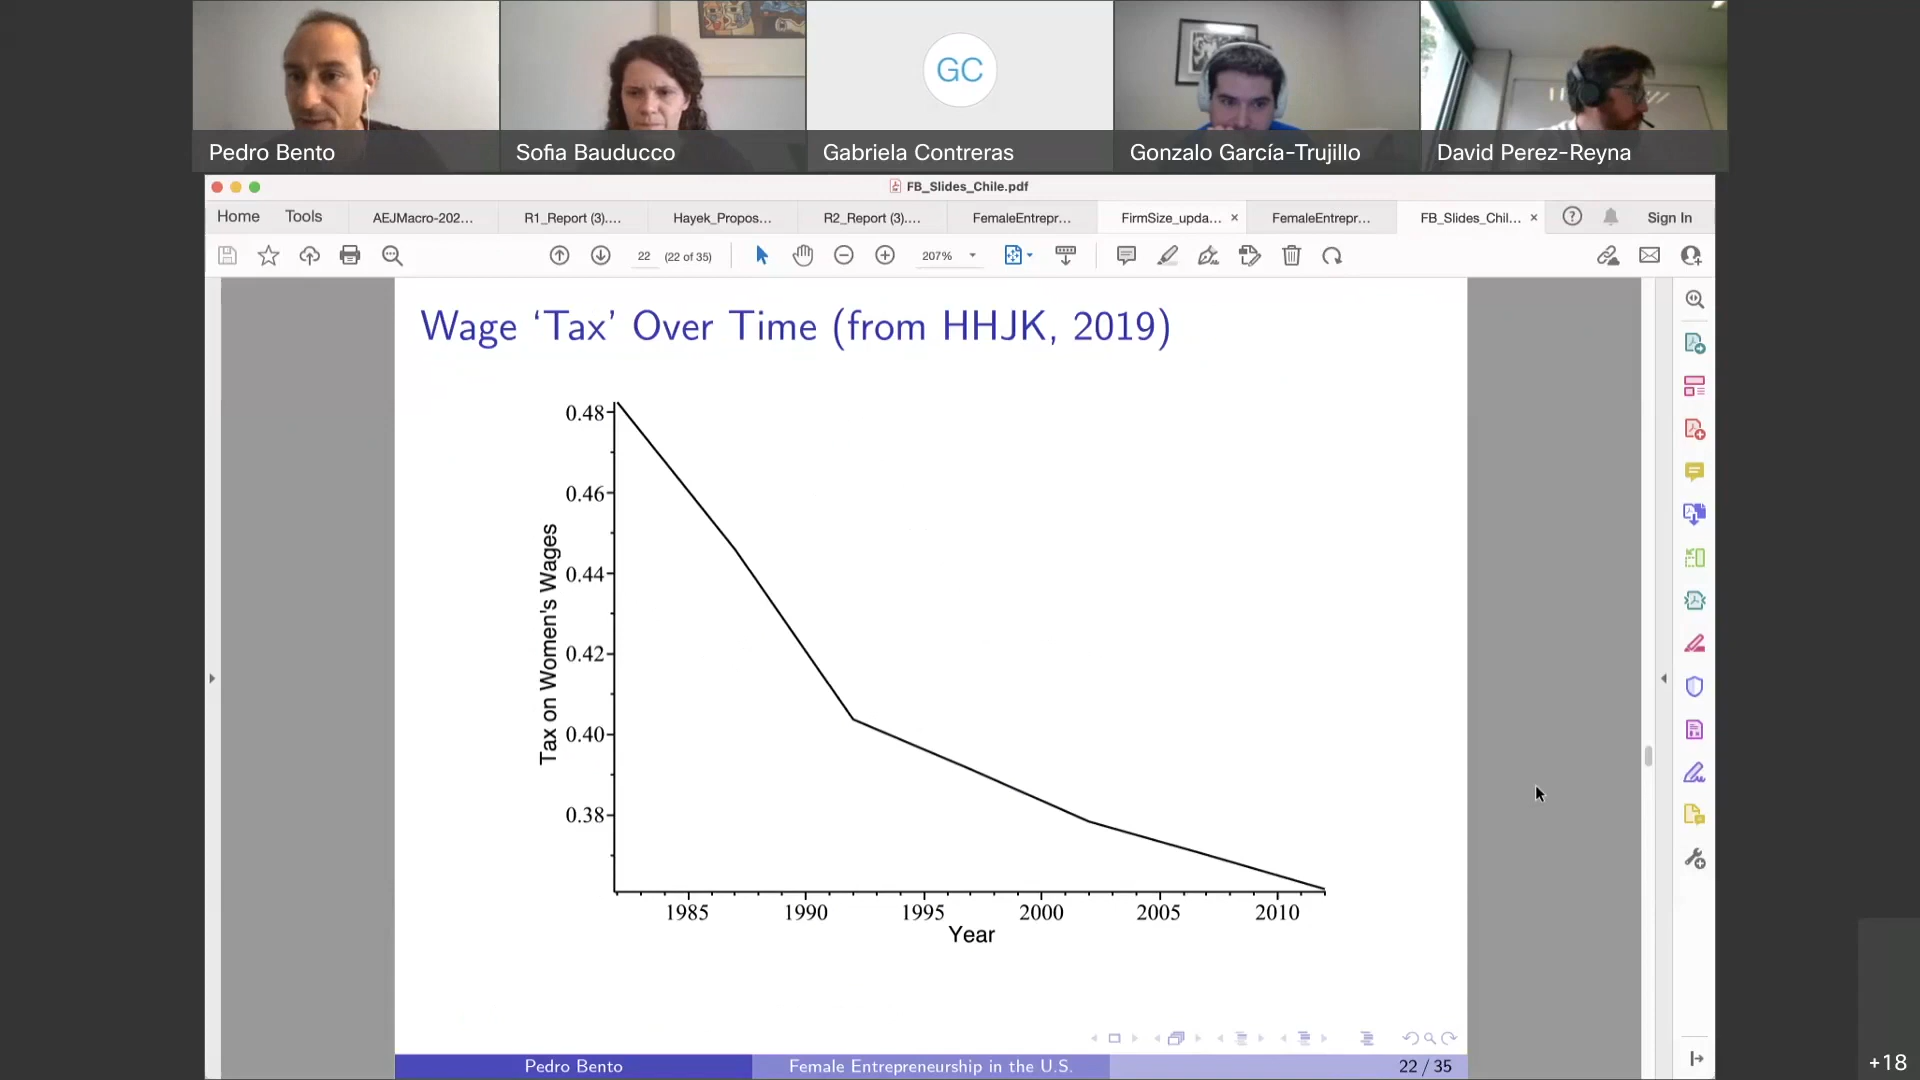 GC
Pedro Bento
Sofia Bauducco
Gabriela Contreras
Gonzalo García-Trujillo
David Perez-Reyna
FB_Slides_Chile.pdf
Home
Tools
AEJMacro-202...
R1_Report (3)....
Hayek_Propos...
R2_Report (3)....
FemaleEntrepr...
FirmSize_upda... ×
FemaleEntrepr...
FB_Slides_Chil... ×
Sign In
22 (22 of 35)
207%
Wage ‘Tax’ Over Time (from HHJK, 2019)
0.48
0.46
0.44
0.42
0.40
0.38
Tax on Women's Wages
1985 1990 1995 2000 2005 2010
Year
Pedro Bento
Female Entrepreneurship in the U.S.
22 / 35
+18